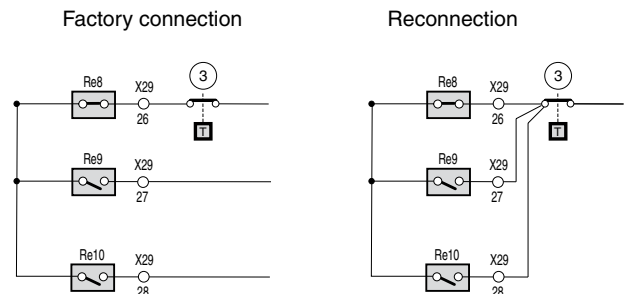 Factory connection Reconnection
Re8 X29 3 Re8 X29 3
26 T 26 T
Re9 X29 Re9 X29
27 27
Re10 X29 Re10 X29
28 28